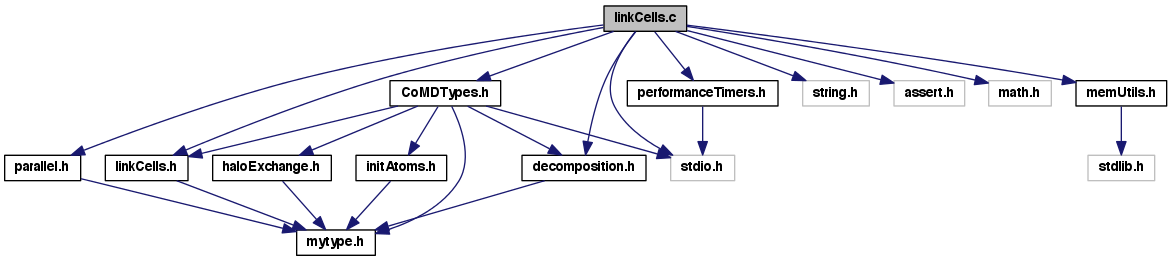 linkCells.c
CoMDTypes.h
performanceTimers.h
string.h
assert.h
math.h
memUtils.h
parallel.h
linkCells.h
haloExchange.h
initAtoms.h
decomposition.h
stdio.h
stdlib.h
mytype.h